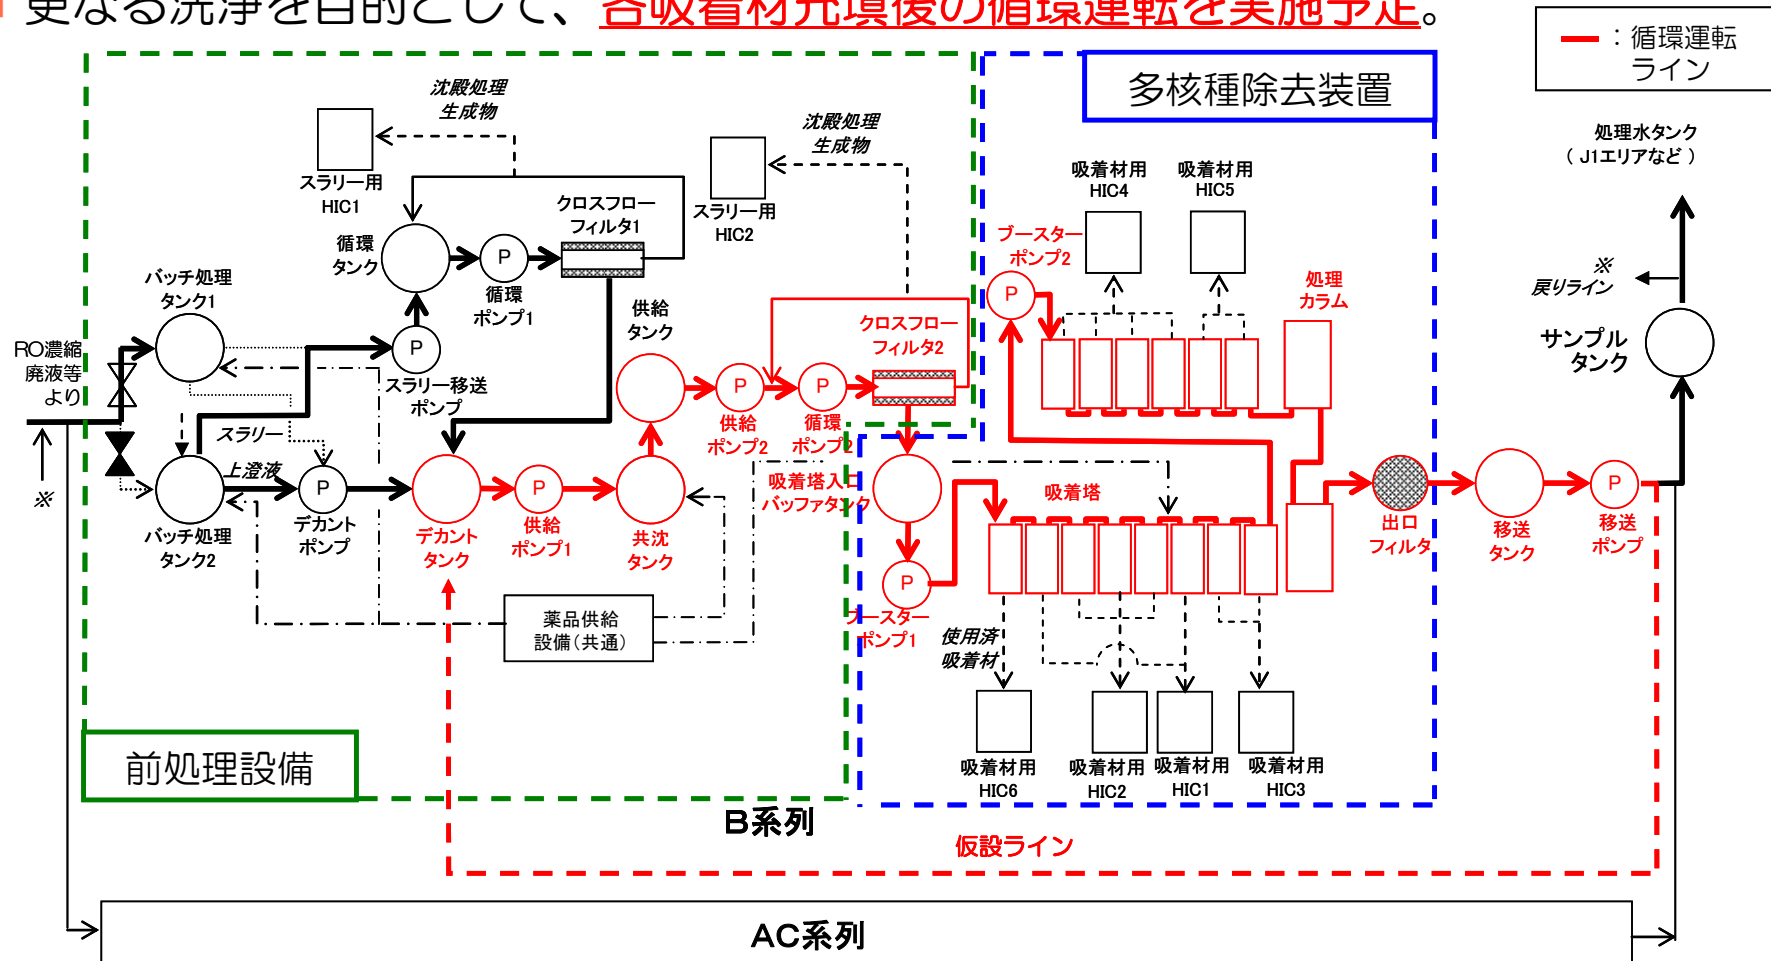 更なる洗浄を目的として、各吸着材充填後の循環運転を実施予定。
：循環運転
ライン
多核種除去装置
沈殿処理
生成物
スラリー用
HIC1
沈殿処理
生成物
スラリー用
HIC2
クロスフロー
フィルタ1
循環
タンク
P
循環
ポンプ1
バッチ処理
タンク1
RO濃縮
廃液等
より
※
P
スラリー移送
ポンプ
スラリー
上澄液
バッチ処理
タンク2
P
デカント
ポンプ
デカント
タンク
P
供給
ポンプ1
共沈
タンク
供給
タンク
P
供給
ポンプ2
P
循環
ポンプ2
クロスフロー
フィルタ2
吸着塔入口
バッファタンク
P
ブースター
ポンプ1
薬品供給
設備（共通）
前処理設備
B系列
ブースター
ポンプ2
P
吸着材用
HIC4
吸着材用
HIC5
処理
カラム
吸着塔
使用済
吸着材
吸着材用
HIC6
吸着材用
HIC2
吸着材用
HIC1
吸着材用
HIC3
出口
フィルタ
移送
タンク
P
移送
ポンプ
サンプル
タンク
※
戻りライン
処理水タンク
（J1エリアなど）
仮設ライン
AC系列